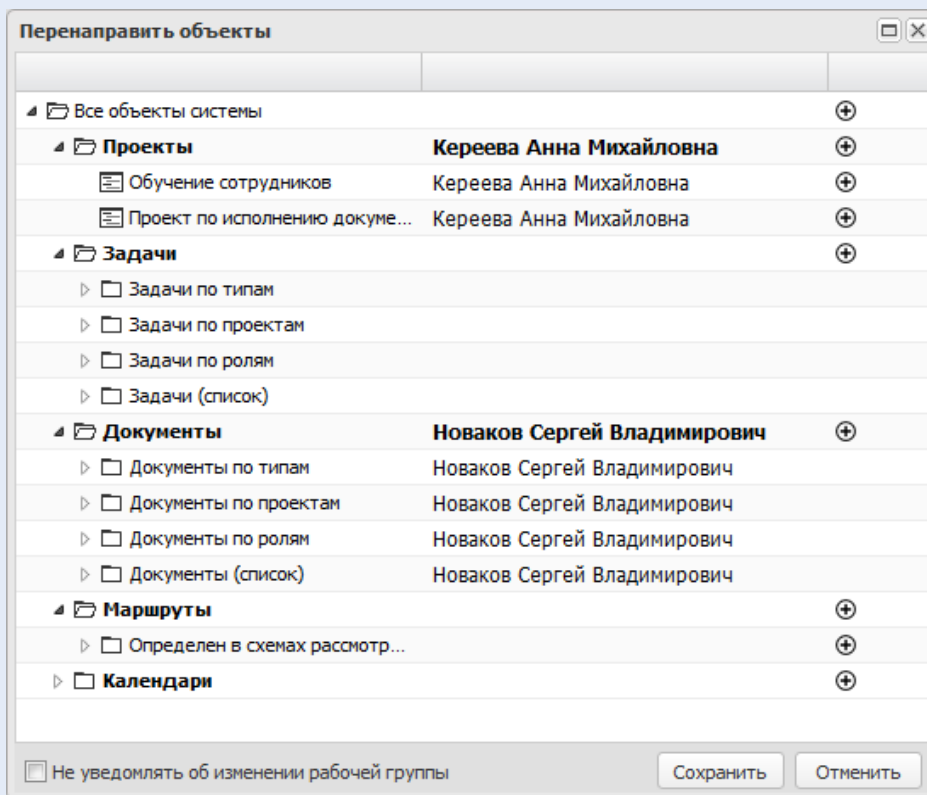 Перенаправить объекты
Все объекты системы
Проекты Кереева Анна Михайловна
Обучение сотрудников Кереева Анна Михайловна
Проект по исполнению докуме... Кереева Анна Михайловна
Задачи
Задачи по типам
Задачи по проектам
Задачи по ролям
Задачи (список)
Документы Новаков Сергей Владимирович
Документы по типам Новаков Сергей Владимирович
Документы по проектам Новаков Сергей Владимирович
Документы по ролям Новаков Сергей Владимирович
Документы (список) Новаков Сергей Владимирович
Маршруты
Определен в схемах рассмотр...
Календари
Не уведомлять об изменении рабочей группы Сохранить Отменить